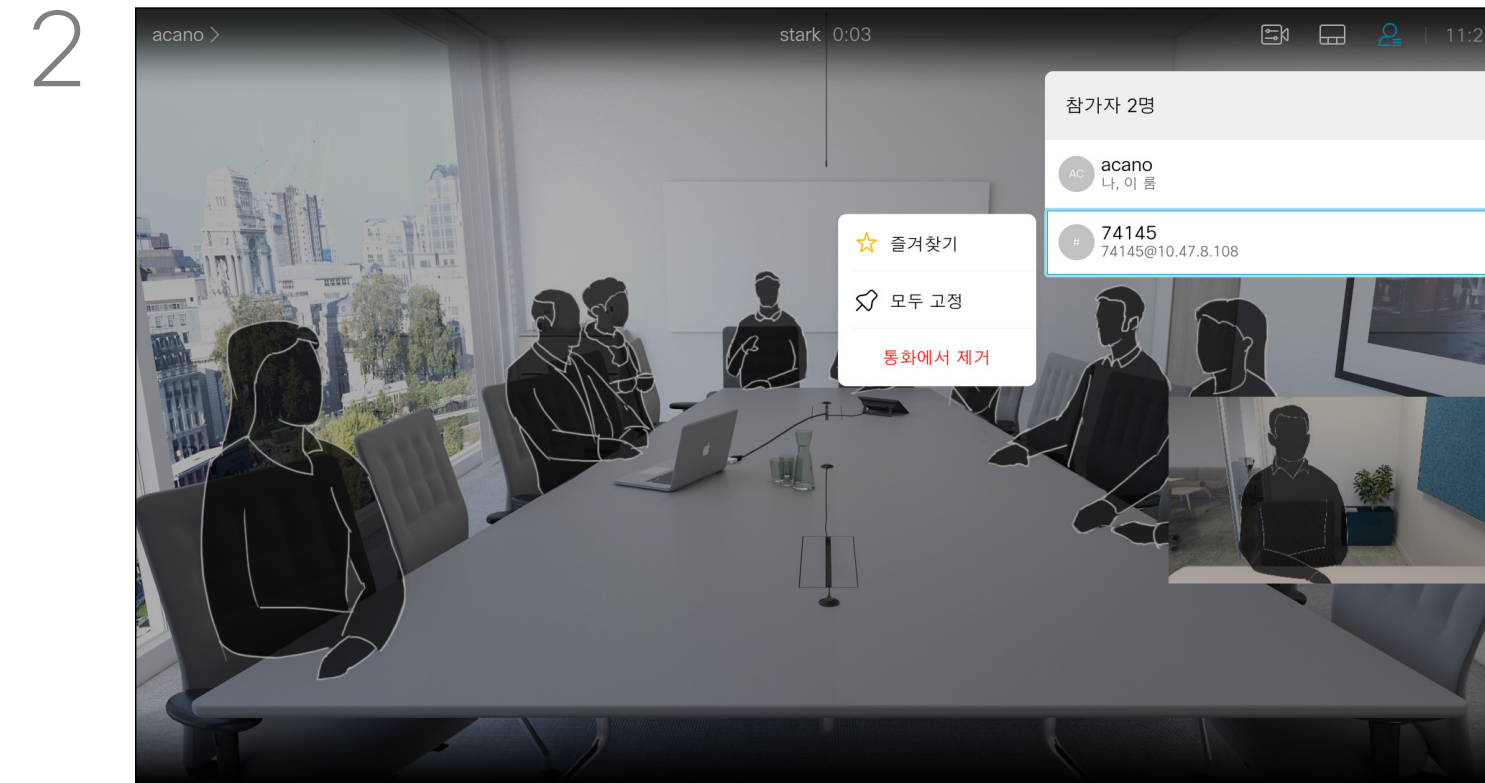 2
acano >
stark 0:03
11:2
참가자 2명
AC
acano
나, 이 룸
#
74145
74145@10.47.8.108
즐겨찾기
모두 고정
통화에서 제거